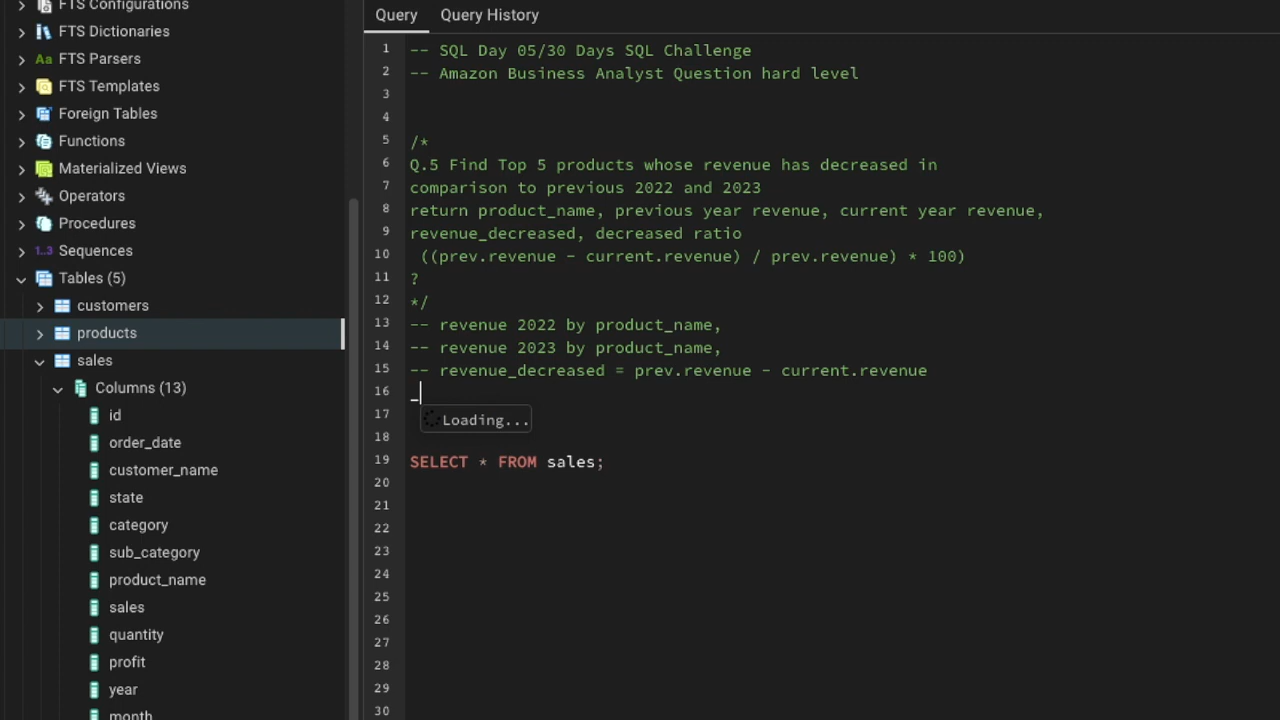 FTS Configurations
FTS Dictionaries
Aa FTS Parsers
FTS Templates
Foreign Tables
Functions
Materialized Views
Operators
Procedures
1..3 Sequences
Tables (5)
customers
products
sales
Columns (13)
id
order_date
customer_name
state
category
sub_category
product_name
sales
quantity
profit
year
month
Query Query History
1 -- SQL Day 05/30 Days SQL Challenge
2 -- Amazon Business Analyst Question hard level
3
4
5 /*
6 Q.5 Find Top 5 products whose revenue has decreased in
7 comparison to previous 2022 and 2023
8 return product_name, previous year revenue, current year revenue,
9 revenue_decreased, decreased ratio
10 ((prev.revenue - current.revenue) / prev.revenue) * 100)
11 ?
12 */
13 -- revenue 2022 by product_name,
14 -- revenue 2023 by product_name,
15 -- revenue_decreased = prev.revenue - current.revenue
16 _
17 Loading...
18
19 SELECT * FROM sales;
20
21
22
23
24
25
26
27
28
29
30